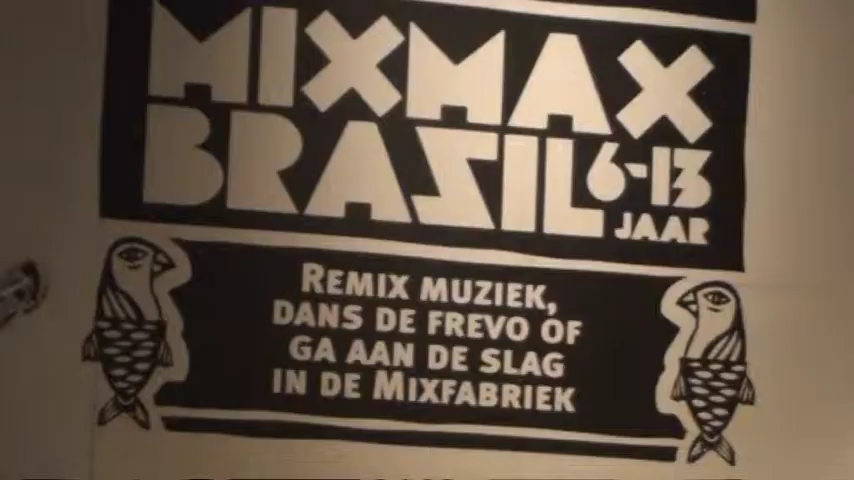 MIXMAX
BRASIL 6-13
JAAR
REMIX MUZIEK,
DANS DE FREVO OF
GA AAN DE SLAG
IN DE MIXFABRIEK